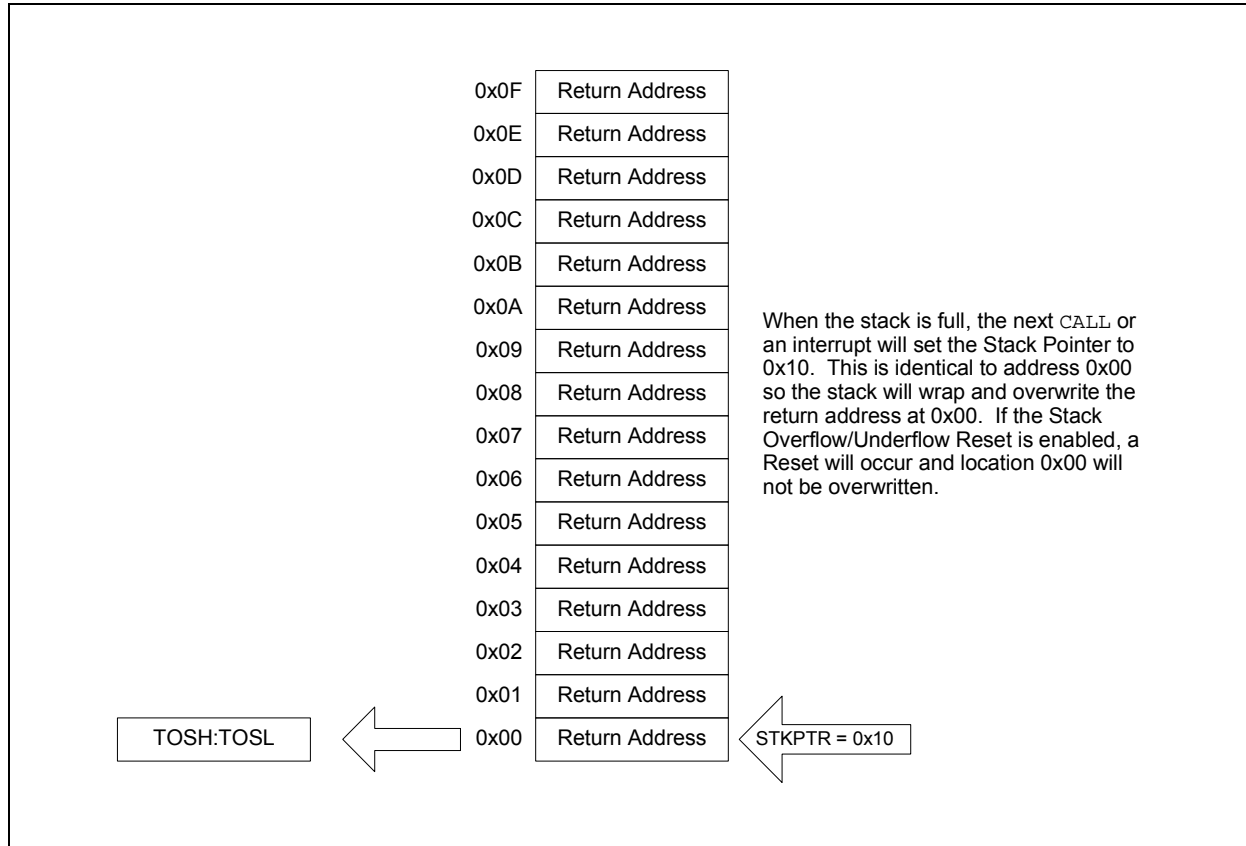 0x0F Return Address
0x0E Return Address
0x0D Return Address
0x0C Return Address
0x0B Return Address
0x0A Return Address
0x09 Return Address
0x08 Return Address
0x07 Return Address
0x06 Return Address
0x05 Return Address
0x04 Return Address
0x03 Return Address
0x02 Return Address
0x01 Return Address
TOSH:TOSL 0x00 Return Address STKPTR = 0x10
When the stack is full, the next CALL or
an interrupt will set the Stack Pointer to
0x10. This is identical to address 0x00
so the stack will wrap and overwrite the
return address at 0x00. If the Stack
Overflow/Underflow Reset is enabled, a
Reset will occur and location 0x00 will
not be overwritten.